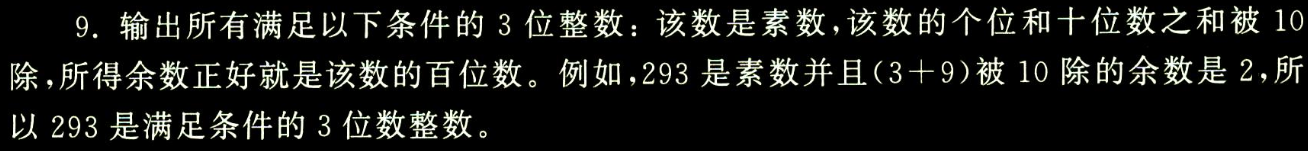 9. 输出所有满足以下条件的 3 位整数：该数是素数，该数的个位和十位数之和被 10
除，所得余数正好就是该数的百位数。例如，293 是素数并且(3＋9)被 10 除的余数是 2，所
以 293 是满足条件的 3 位数整数。